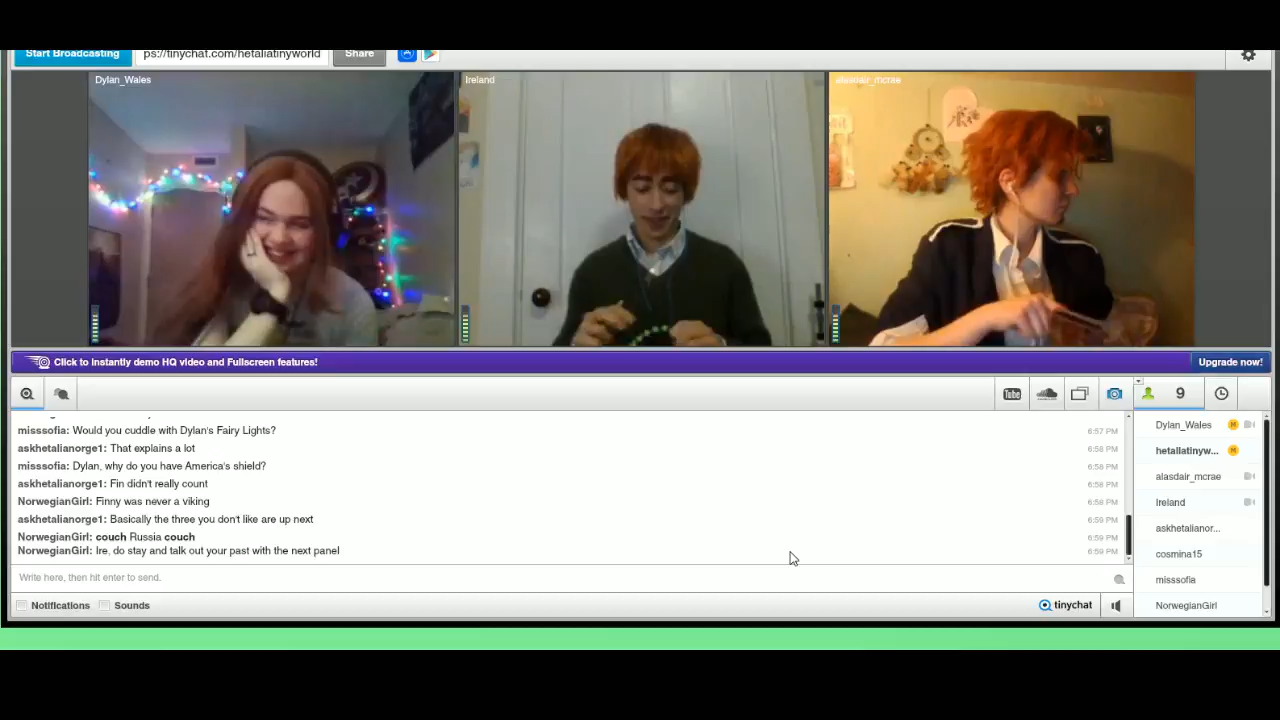 Start Broadcasting
ps://tinychat.com/hetaliatinyworld
Share
Dylan_Wales
Ireland
alasdair_mcrae
Click to instantly demo HQ video and Fullscreen features!
Upgrade now!
You Tube
9
misssofia: Would you cuddle with Dylan's Fairy Lights?
6:57 PM
askhetalianorge1: That explains a lot
6:58 PM
misssofia: Dylan, why do you have America's shield?
6:58 PM
askhetalianorge1: Fin didn't really count
6:58 PM
NorwegianGirl: Finny was never a viking
6:58 PM
askhetalianorge1: Basically the three you don't like are up next
6:59 PM
NorwegianGirl: couch Russia couch
6:59 PM
NorwegianGirl: Ire, do stay and talk out your past with the next panel
6:59 PM
Write here, then hit enter to send.
Notifications
Sounds
tinychat
Dylan_Wales M
hetaliatinyw... M
alasdair_mcrae
Ireland
askhetalianor...
cosmina15
misssofia
NorwegianGirl